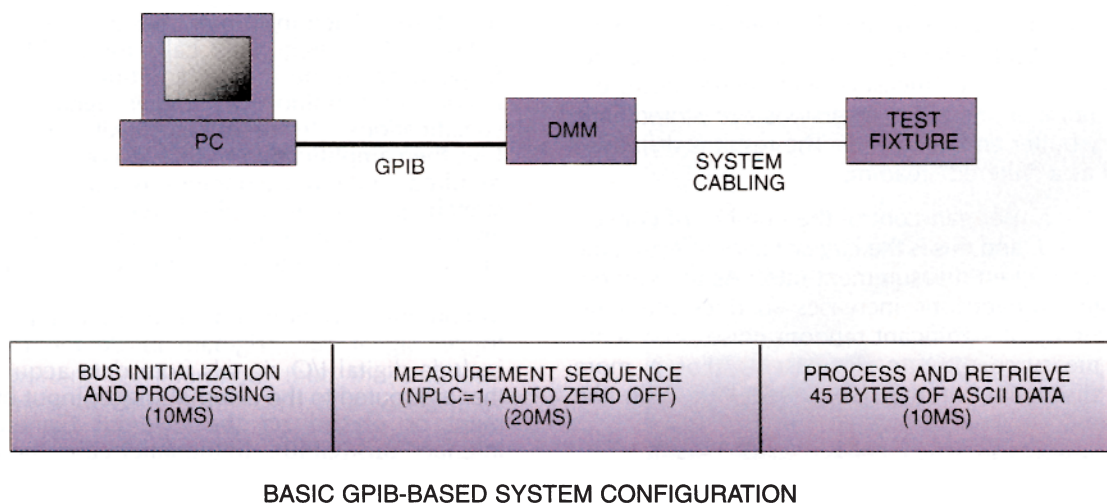 PC
GPIB
DMM
SYSTEM
CABLING
TEST
FIXTURE
BUS INITIALIZATION
AND PROCESSING
(10MS)
MEASUREMENT SEQUENCE
(NPLC=1, AUTO ZERO OFF)
(20MS)
PROCESS AND RETRIEVE
45 BYTES OF ASCII DATA
(10MS)
BASIC GPIB-BASED SYSTEM CONFIGURATION